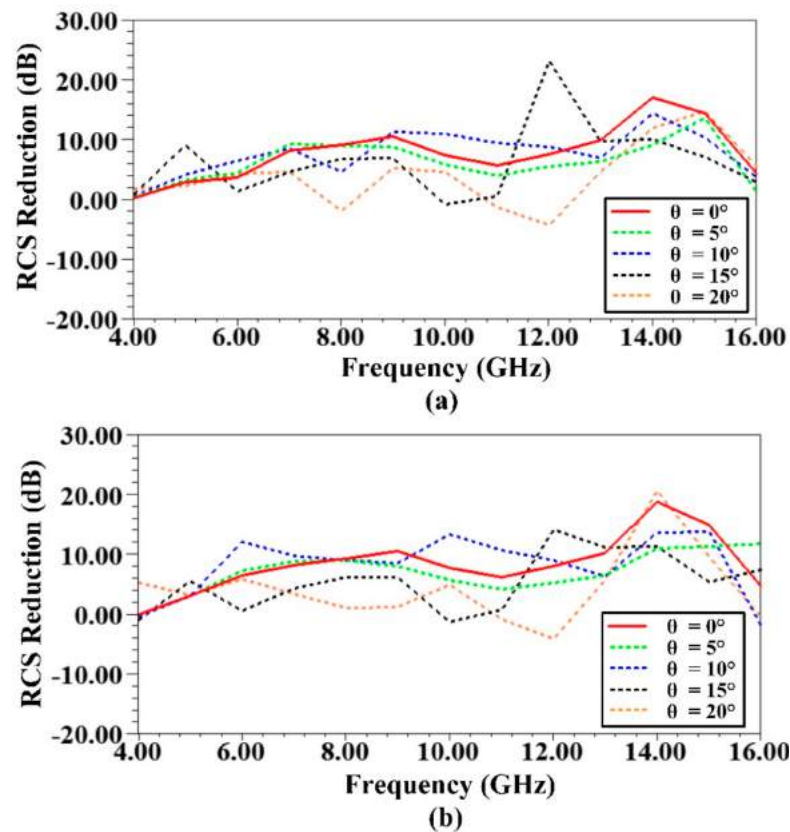 30.00
20.00
10.00
0.00
-10.00
-20.00
RCS Reduction (dB)
θ = 0°
θ = 5°
θ = 10°
θ = 15°
0 = 20°
4.00 6.00 8.00 10.00 12.00 14.00 16.00
Frequency (GHz)
(a)
30.00
20.00
10.00
0.00
-10.00
-20.00
RCS Reduction (dB)
θ = 0°
θ = 5°
θ = 10°
θ = 15°
θ = 20°
4.00 6.00 8.00 10.00 12.00 14.00 16.00
Frequency (GHz)
(b)